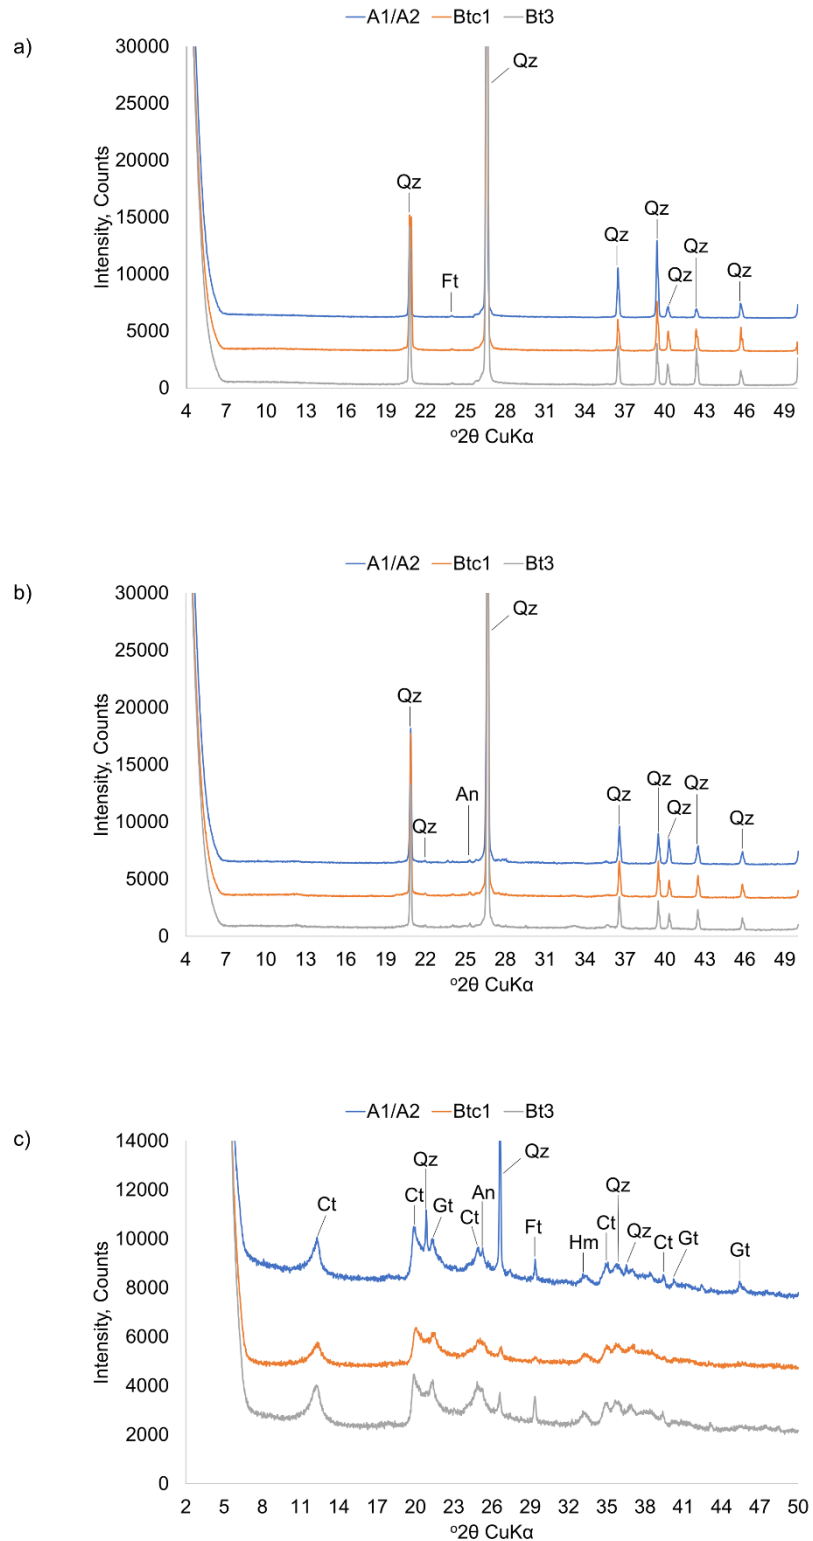 A1/A2 Btc1 Bt3
a)
30000
25000
20000
15000
10000
5000
0
Intensity, Counts
Qz
Qz
Ft
Qz
Qz
Qz
Qz
Qz
4 7 10 13 16 19 22 25 28 31 34 37 40 43 46 49
º2θ CuKα
A1/A2 Btc1 Bt3
b)
30000
25000
20000
15000
10000
5000
0
Intensity, Counts
Qz
Qz
Qz
An
Qz
Qz
Qz
Qz
Qz
4 7 10 13 16 19 22 25 28 31 34 37 40 43 46 49
º2θ CuKα
A1/A2 Btc1 Bt3
c)
14000
12000
10000
8000
6000
4000
2000
0
Intensity, Counts
Ct
Ct
Qz
Gt
Ct
An
Qz
Ft
Hm
Ct
Qz
Qz
Ct
Gt
Gt
2 5 8 11 14 17 20 23 26 29 32 35 38 41 44 47 50
º2θ CuKα